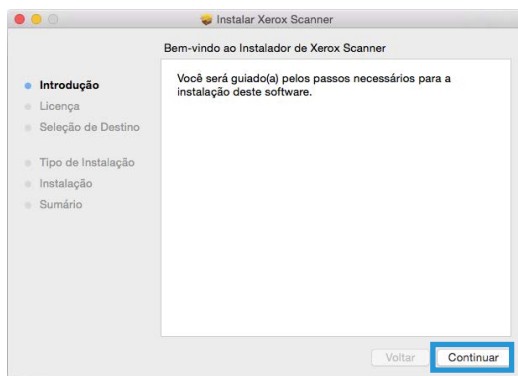 Instalar Xerox Scanner
Bem-vindo ao Instalador de Xerox Scanner
Introdução
Licença
Seleção de Destino
Tipo de Instalação
Instalação
Sumário
Você será guiado(a) pelos passos necessários para a
instalação deste software.
Voltar
Continuar